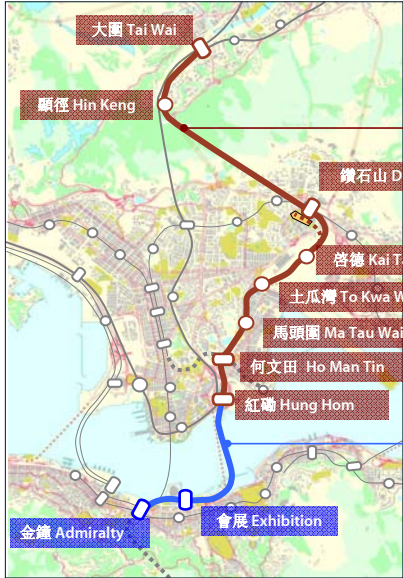 大圍 Tai Wai
顯徑 Hin Keng
鑽石山 D
啓德 Kai T
土瓜灣 To Kwa W
馬頭圍 Ma Tau Wai
何文田 Ho Man Tin
紅磡 Hung Hom
會展 Exhibition
金鐘 Admiralty